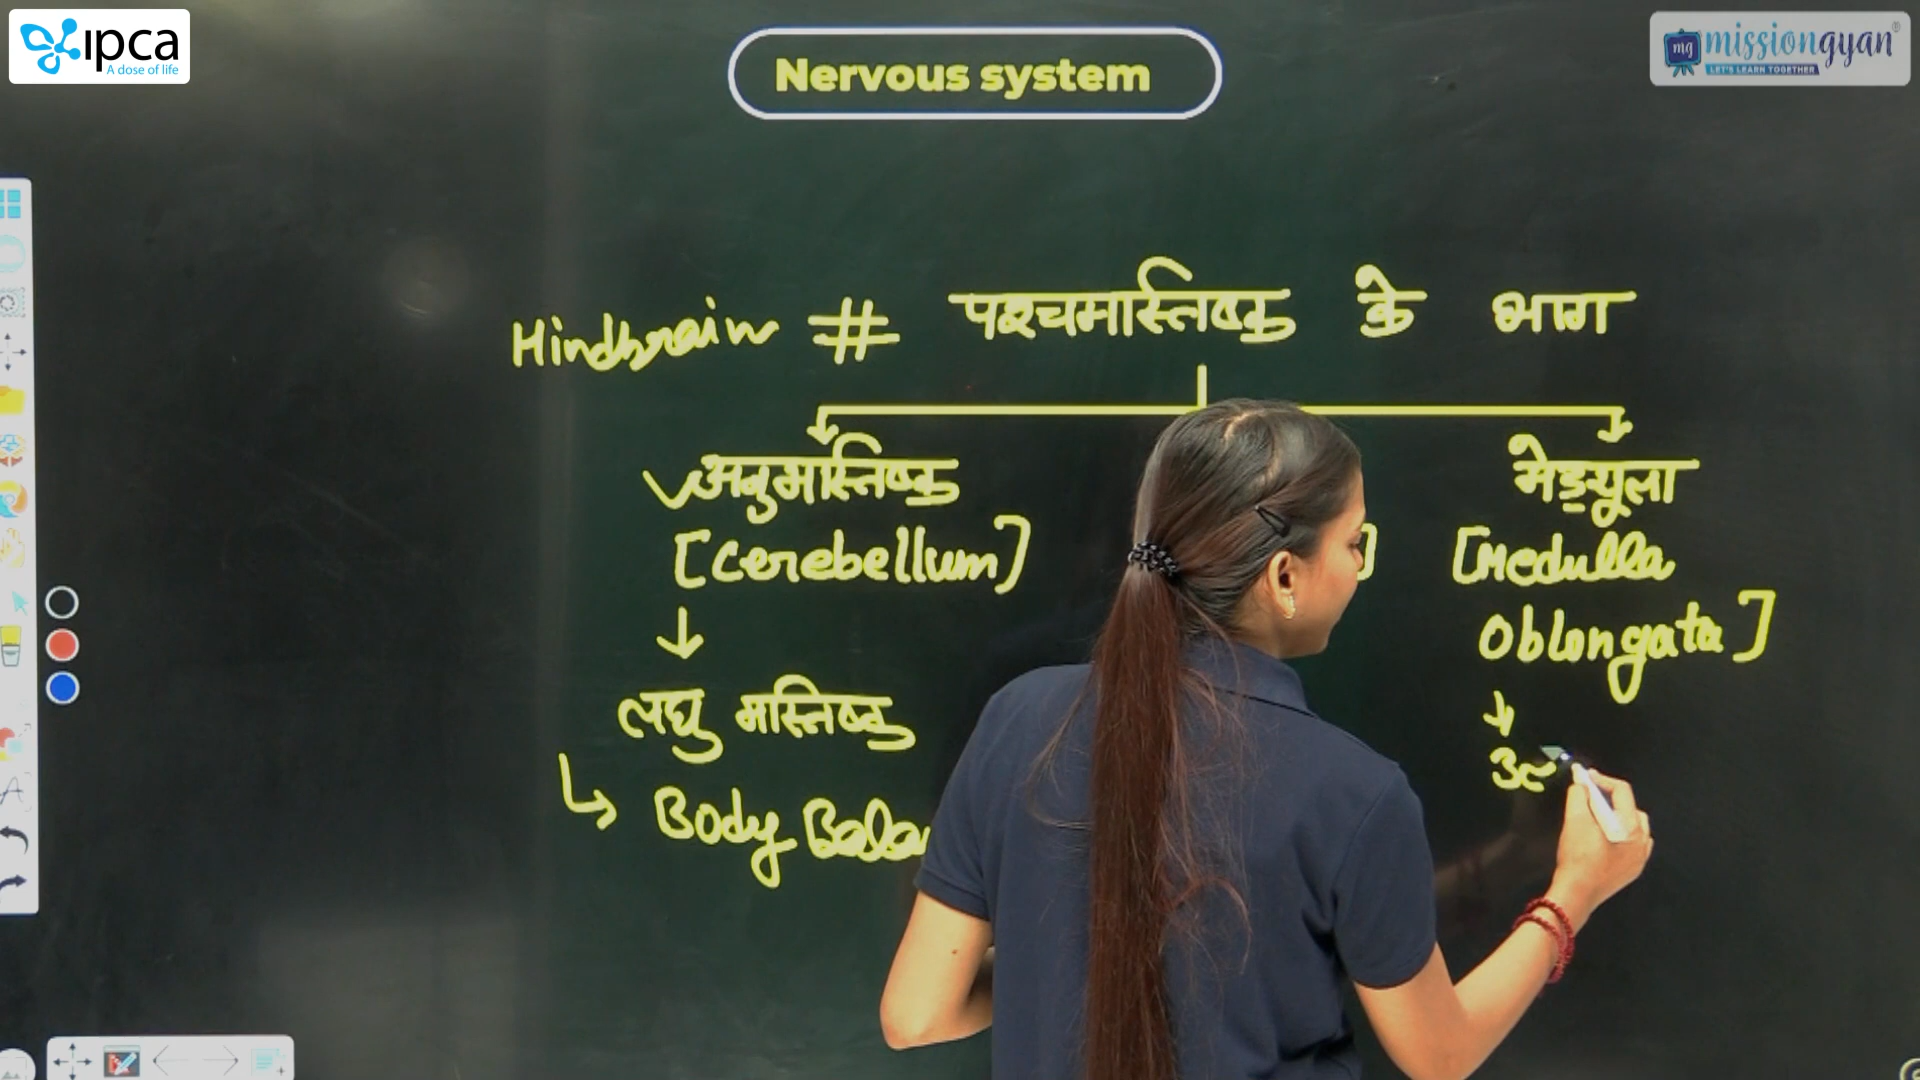 ipca
A dose of life
Nervous system
mg missiongyan
LET'S LEARN TOGETHER
Hindbrain # पश्चमास्तिष्क के भाग
अनुमास्तिष्क
[Cerebellum]
लघु मस्तिष्क
Body
मेड्यूला
[Medulla
Oblongata]